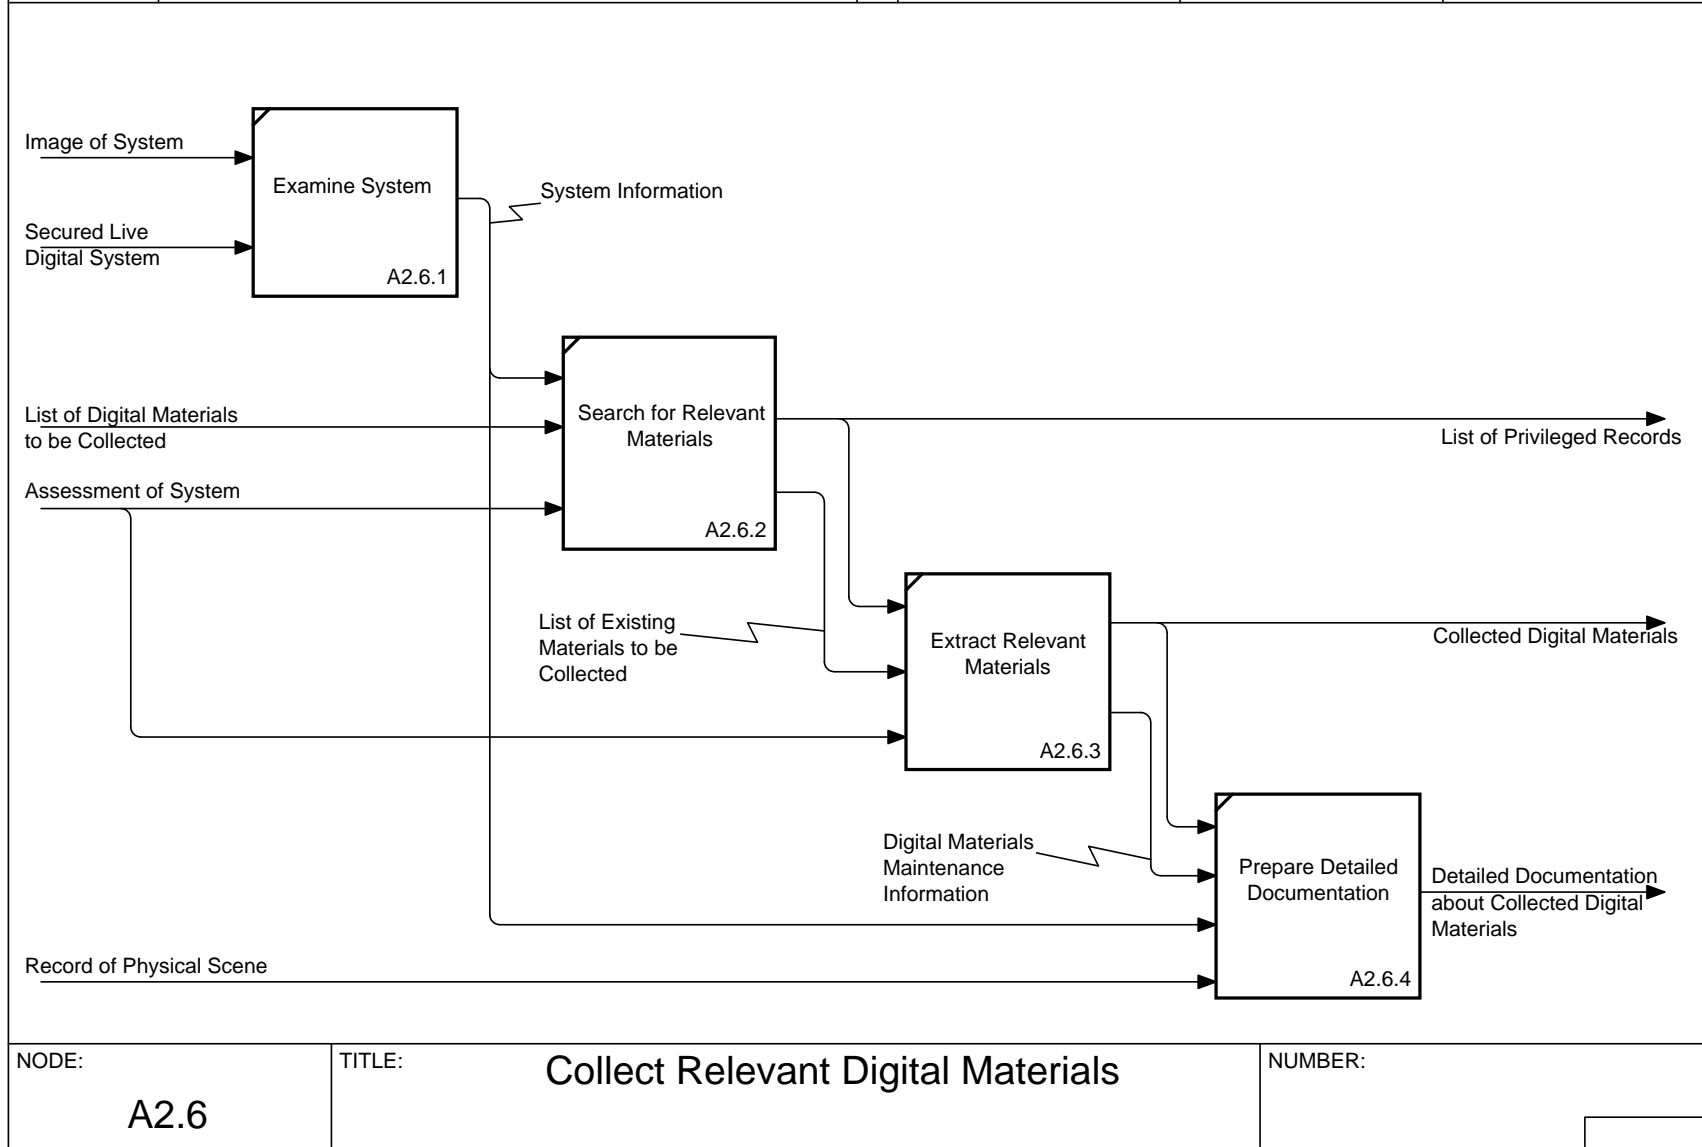 Image of System
Examine System
System Information
Secured Live
Digital System
A2.6.1
List of Digital Materials
to be Collected
Search for Relevant
Materials
List of Privileged Records
Assessment of System
A2.6.2
List of Existing
Materials to be
Collected
Extract Relevant
Materials
Collected Digital Materials
A2.6.3
Digital Materials
Maintenance
Information
Prepare Detailed
Documentation
Detailed Documentation
about Collected Digital
Materials
Record of Physical Scene
A2.6.4
NODE:
A2.6
TITLE:
Collect Relevant Digital Materials
NUMBER: